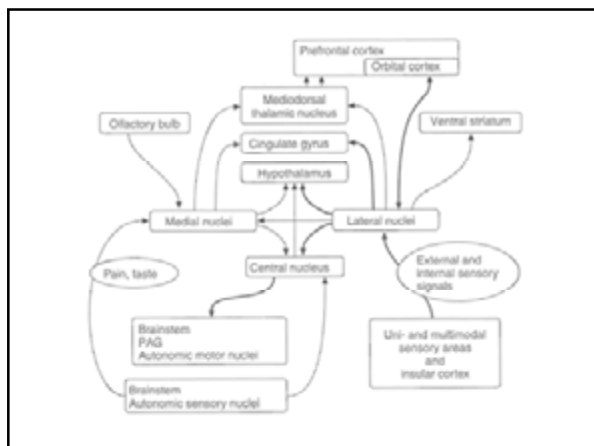 Prefrontal cortex
Orbital cortex
Mediodorsal
thalamic nucleus
Olfactory bulb
Ventral striatum
Cingulate gyrus
Hypothalamus
Medial nuclei
Lateral nuclei
Central nucleus
Pain, taste
External and
internal sensory
signals
Brainstem
PAG
Autonomic motor nuclei
Uni- and multimodal
sensory areas
and
insular cortex
Brainstem
Autonomic sensory nuclei